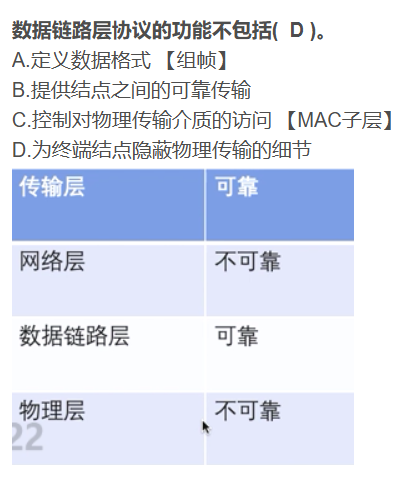 数据链路层协议的功能不包括( D )。
A.定义数据格式 【组帧】
B.提供结点之间的可靠传输
C.控制对物理传输介质的访问 【MAC子层】
D.为终端结点隐蔽物理传输的细节
传输层 可靠
网络层 不可靠
数据链路层 可靠
物理层 不可靠
22